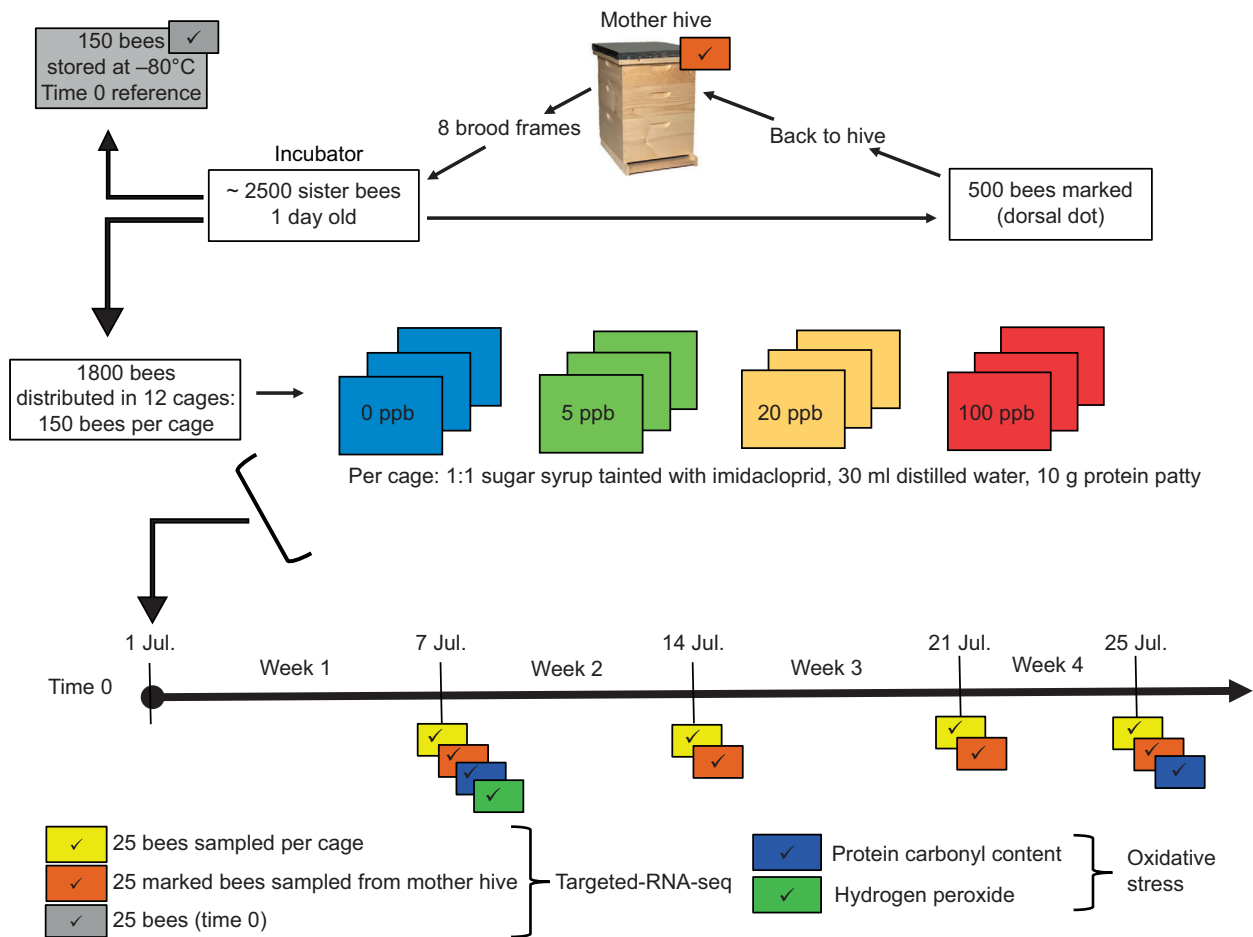 Mother hive
150 bees ✓
stored at –80°C
Time 0 reference
✓
8 brood frames
Back to hive
Incubator
~ 2500 sister bees
1 day old
500 bees marked
(dorsal dot)
1800 bees
distributed in 12 cages:
150 bees per cage
0 ppb
5 ppb
20 ppb
100 ppb
Per cage: 1:1 sugar syrup tainted with imidacloprid, 30 ml distilled water, 10 g protein patty
1 Jul.
7 Jul.
14 Jul.
21 Jul.
25 Jul.
Time 0
Week 1
Week 2
Week 3
Week 4
✓ ✓ ✓ ✓
✓ ✓
✓ ✓
✓ ✓ ✓
✓ 25 bees sampled per cage
✓ 25 marked bees sampled from mother hive
✓ 25 bees (time 0)
Targeted-RNA-seq
✓ Protein carbonyl content
✓ Hydrogen peroxide
Oxidative
stress